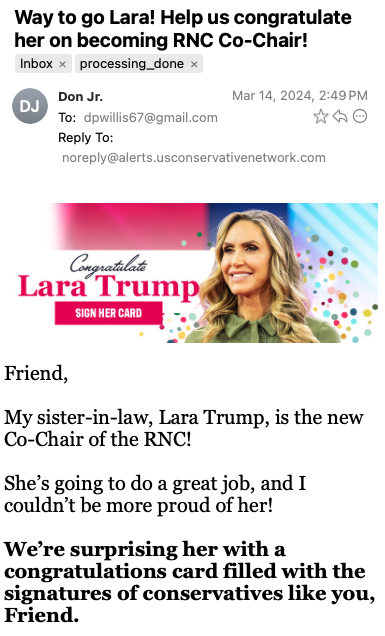 Way to go Lara! Help us congratulate
her on becoming RNC Co-Chair!
Inbox × processing_done ×
DJ
Don Jr.
Mar 14, 2024, 2:49 PM
To: dpwillis67@gmail.com
Reply To:
noreply@alerts.usconservativenetwork.com
Congratulate
Lara Trump
SIGN HER CARD
Friend,
My sister-in-law, Lara Trump, is the new
Co-Chair of the RNC!
She’s going to do a great job, and I
couldn’t be more proud of her!
We’re surprising her with a
congratulations card filled with the
signatures of conservatives like you,
Friend.